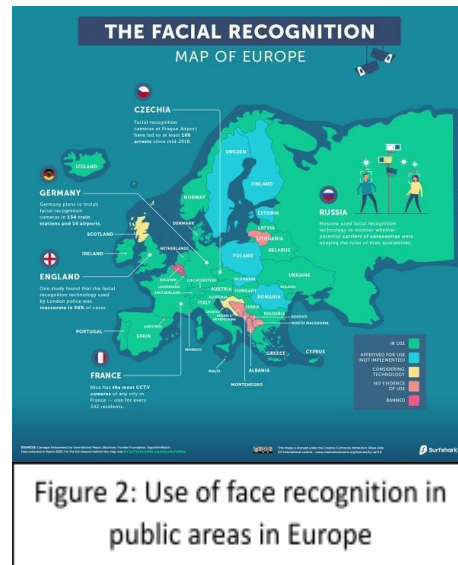 THE FACIAL RECOGNITION
MAP OF EUROPE
CZECHIA
Facial recognition
cameras at Prague Airport
have led to at least 160
arrests since mid-2018.
ICELAND
SWEDEN
FINLAND
NORWAY
GERMANY
Germany plans to install
facial recognition
cameras in 134 train
stations and 14 airports.
RUSSIA
Moscow used facial recognition
technology to monitor whether
potential carriers of coronavirus were
obeying the rules of their quarantines.
ESTONIA
LATVIA
LITHUANIA
DENMARK
SCOTLAND
IRELAND
NETHERLANDS
BELARUS
POLAND
ENGLAND
One study found that the facial
recognition technology used
by London police was
inaccurate in
of cases.
BELGIUM
LUXEMBOURG
LIECHTENSTEIN
SWITZERLAND
SLOVAKIA
UKRAINE
AUSTRIA
HUNGARY
ROMANIA
SLOVENIA
ITALY
SERBIA
BULGARIA
KOSOVO
NORTH MACEDONIA
PORTUGAL
SPAIN
ANDORRA
MONACO
MALTA
GREECE
CYPRUS
ALBANIA
MONTENEGRO
FRANCE
Nice has the most CCTV
cameras of any city in
France — one for every
342 residents.
IN USE
APPROVED FOR USE
(NOT IMPLEMENTED)
CONSIDERING
TECHNOLOGY
NO EVIDENCE
OF USE
BANNED
Surfshark
Figure 2: Use of face recognition in
public areas in Europe